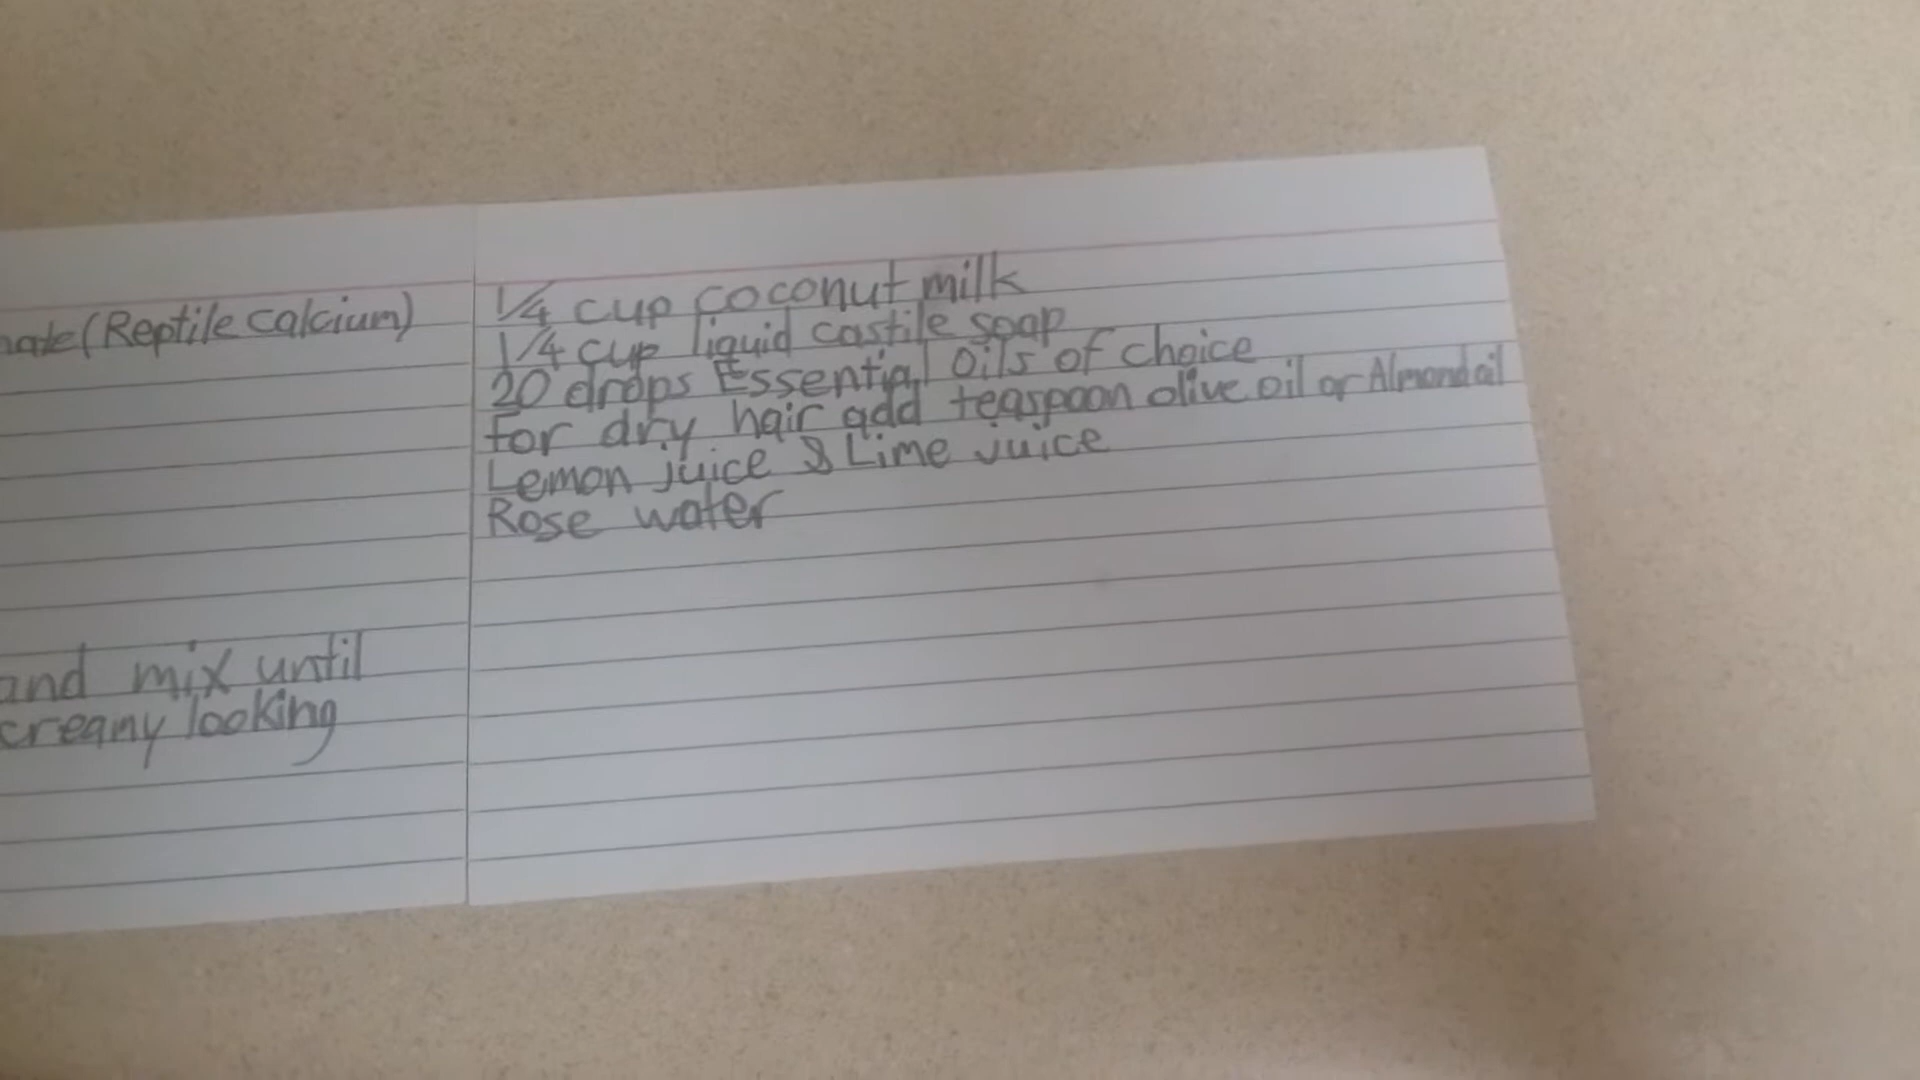 (Reptile calcium)
and mix until
creamy looking
1/4 cup coconut milk
1/4 cup liquid castile soap
20 drops Essential oils of choice
for dry hair add teaspoon olive oil or Almond oil
Lemon juice & Lime juice
Rose water